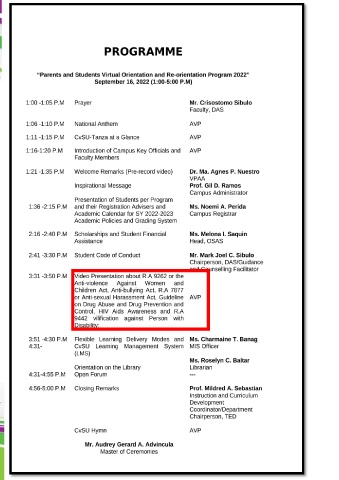 PROGRAMME
"Parents and Students Virtual Orientation and Re-orientation Program 2022"
September 16, 2022 (1:00-5:00 P.M)
1:00 -1:05 P.M Prayer Mr. Crisostomo Sibulo
Faculty, DAS
1:06 -1:10 P.M National Anthem AVP
1:11 -1:15 P.M CvSU-Tanza at a Glance AVP
1:16-1:20 P.M Introduction of Campus Key Officials and AVP
Faculty Members
1:21 -1:35 P.M Welcome Remarks (Pre-record video) Dr. Ma. Agnes P. Nuestro
VPAA
Inspirational Message Prof. Gil D. Ramos
Campus Administrator
Presentation of Students per Program
1:36 -2:15 P.M and their Registration Advisers and Ms. Noemi A. Perida
Academic Calendar for SY 2022-2023 Campus Registrar
Academic Policies and Grading System
2:16 -2:40 P.M Scholarships and Student Financial Ms. Melona I. Saquin
Assistance Head, OSAS
2:41 -3:30 P.M Student Code of Conduct Mr. Mark Joel C. Sibulo
Chairperson, DAS/Guidance
and Counselling Facilitator
3:31 -3:50 P.M Video Presentation about R.A 9262 or the
Anti-violence Against Women and
Children Act, Anti-bullying Act, R.A 7877
or Anti-sexual Harassment Act, Guideline AVP
on Drug Abuse and Drug Prevention and
Control, HIV Aids Awareness and R.A
9442 vilification against Person with
Disability;
3:51 -4:30 P.M Flexible Learning Delivery Modes and Ms. Charmaine T. Banag
4:31- CvSU Learning Management System MIS Officer
(LMS)
Ms. Roselyn C. Baltar
Orientation on the Library Librarian
4:31-4:55 P.M Open Forum ---
4:56-5:00 P.M Closing Remarks Prof. Mildred A. Sebastian
Instruction and Curriculum
Development
Coordinator/Department
Chairperson, TED
CvSU Hymn AVP
Mr. Audrey Gerard A. Advincula
Master of Ceremonies